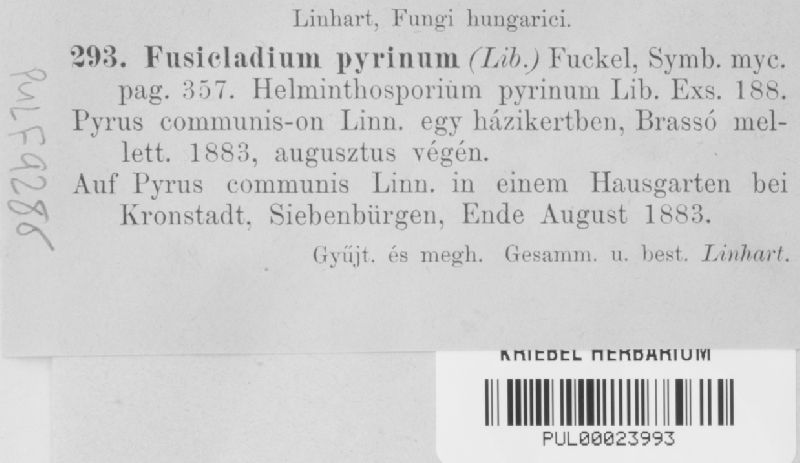 Linhart, Fungi hungarici.
293. Fusicladium pyrinum (Lib.) Fuckel, Symb. myc.
pag. 357. Helminthosporium pyrinum Lib. Exs. 188.
Pyrus communis-on Linn. egy házikertben, Brassó mel-
lett. 1883, augusztus végén.
Auf Pyrus communis Linn. in einem Hausgarten bei
Kronstadt, Siebenbürgen, Ende August 1883.
Gyűjt. és megh. Gesamm. u. best. Linhart.
PUL F9286
KRIEBEL HERBARIUM
PUL00023993